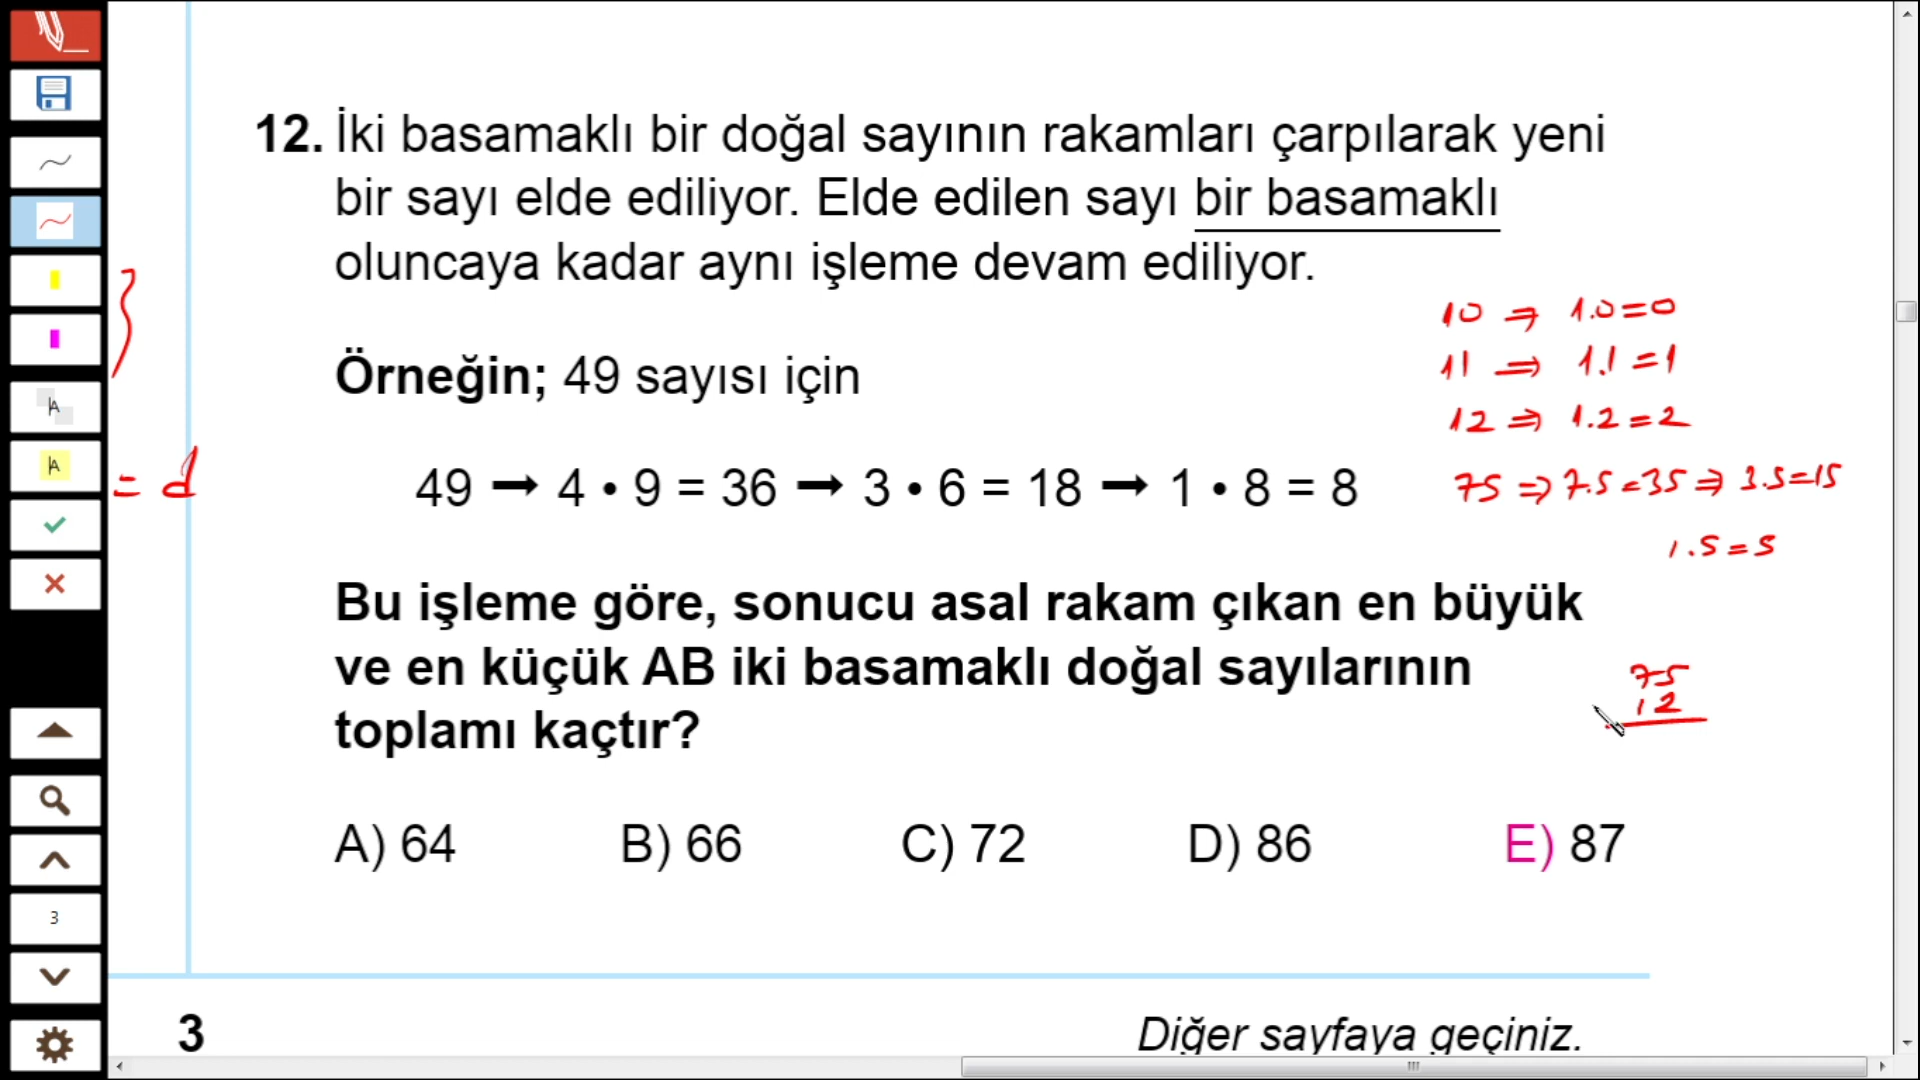 12. İki basamaklı bir doğal sayının rakamları çarpılarak yeni
bir sayı elde ediliyor. Elde edilen sayı bir basamaklı
oluncaya kadar aynı işleme devam ediliyor.
10 ⇒ 1.0=0
11 ⇒ 1.1=1
Örneğin; 49 sayısı için
12 ⇒ 1.2=2
A
A
= d
49 → 4 • 9 = 36 → 3 • 6 = 18 → 1 • 8 = 8
75 ⇒ 7.5=35 ⇒ 3.5=15
1.5=5
Bu işleme göre, sonucu asal rakam çıkan en büyük
ve en küçük AB iki basamaklı doğal sayılarının
toplamı kaçtır?
75
12
A) 64 B) 66 C) 72 D) 86 E) 87
3
3
Diğer sayfaya geçiniz.